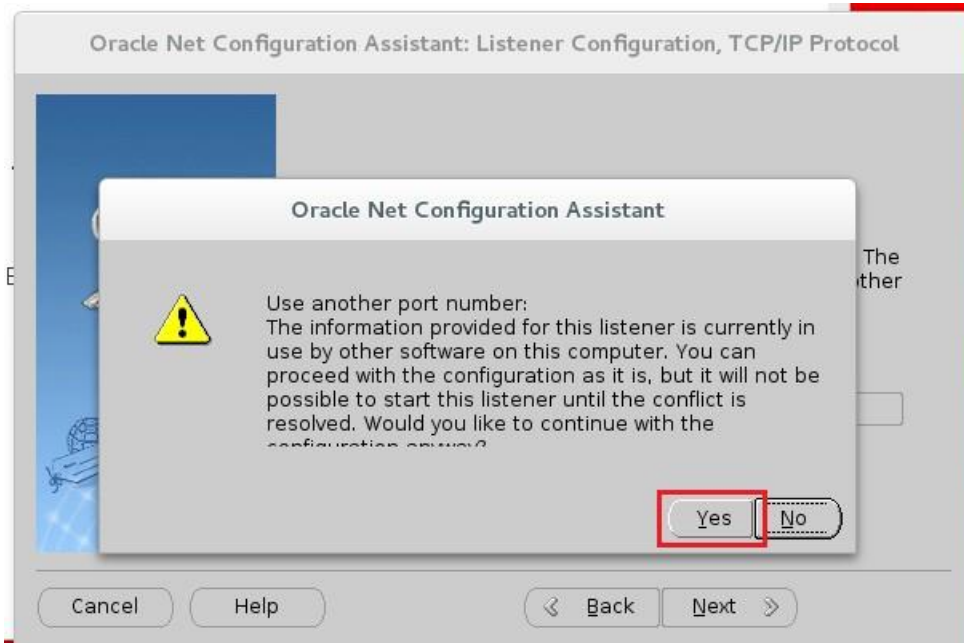 Oracle Net Configuration Assistant: Listener Configuration, TCP/IP Protocol
Oracle Net Configuration Assistant
The
other
E
Use another port number:
The information provided for this listener is currently in
use by other software on this computer. You can
proceed with the configuration as it is, but it will not be
possible to start this listener until the conflict is
resolved. Would you like to continue with the
configuration anyway?
Yes No
Cancel Help Back Next